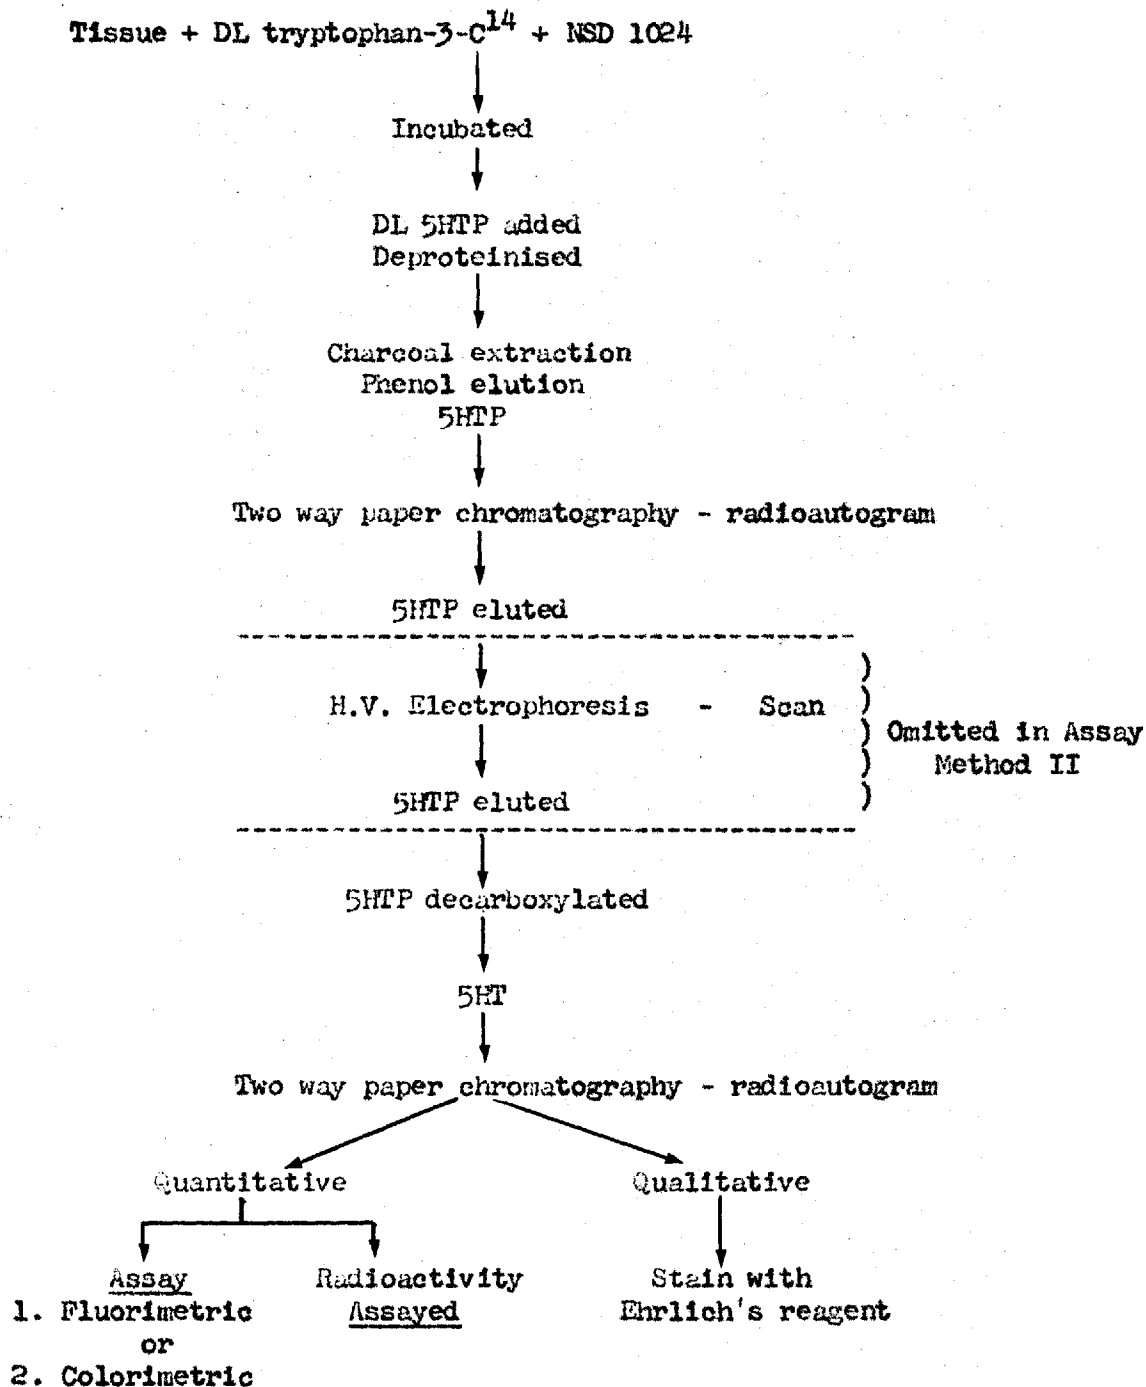 Tissue + DL tryptophan-3-C14 + NSD 1024
Incubated
DL 5HTP added
Deproteinised
Charcoal extraction
Phenol elution
5HTP
Two way paper chromatography - radioautogram
5HTP eluted
H.V. Electrophoresis - Scan
Omitted in Assay
Method II
5HTP eluted
5HTP decarboxylated
5HT
Two way paper chromatography - radioautogram
Quantitative
Qualitative
Assay
1. Fluorimetric
or
2. Colorimetric
Radioactivity
Assayed
Stain with
Ehrlich's reagent